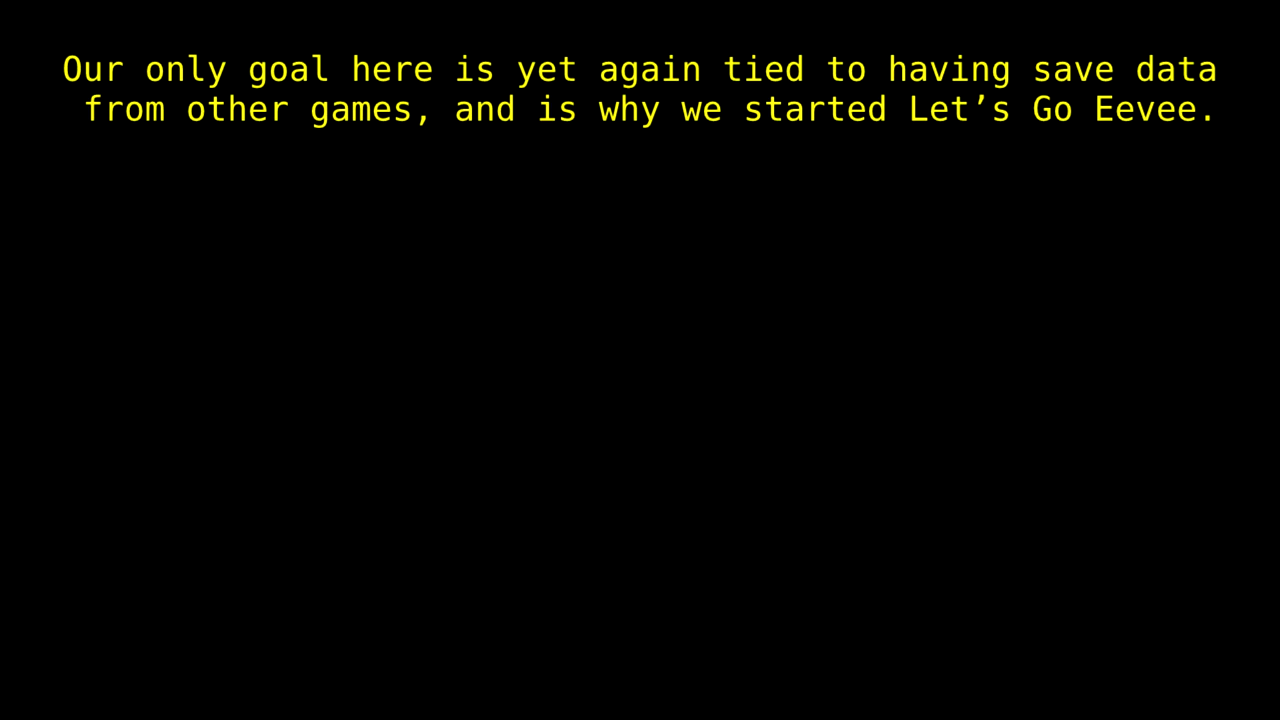 Our only goal here is yet again tied to having save data
from other games, and is why we started Let’s Go Eevee.